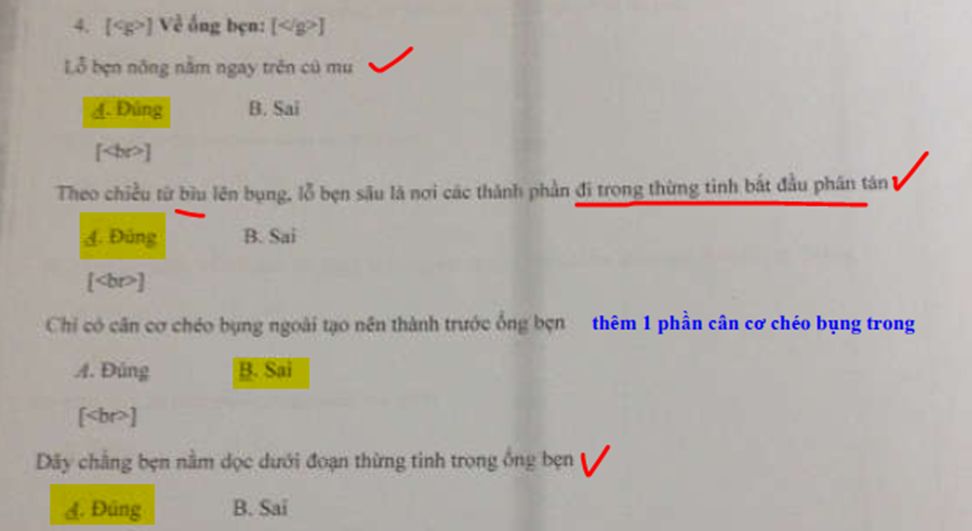 4. [<g>] Về ống bẹn: [</g>]
Lỗ bẹn nông nằm ngay trên củ mu
A. Đúng B. Sai
[<br>]
Theo chiều từ bìu lên bụng, lỗ bẹn sâu là nơi các thành phần đi trong thừng tinh bắt đầu phân tán
A. Đúng B. Sai
[<br>]
Chỉ có cân cơ chéo bụng ngoài tạo nên thành trước ống bẹn thêm 1 phần cân cơ chéo bụng trong
A. Đúng B. Sai
[<br>]
Dây chằng bẹn nằm dọc dưới đoạn thừng tinh trong ống bẹn
A. Đúng B. Sai